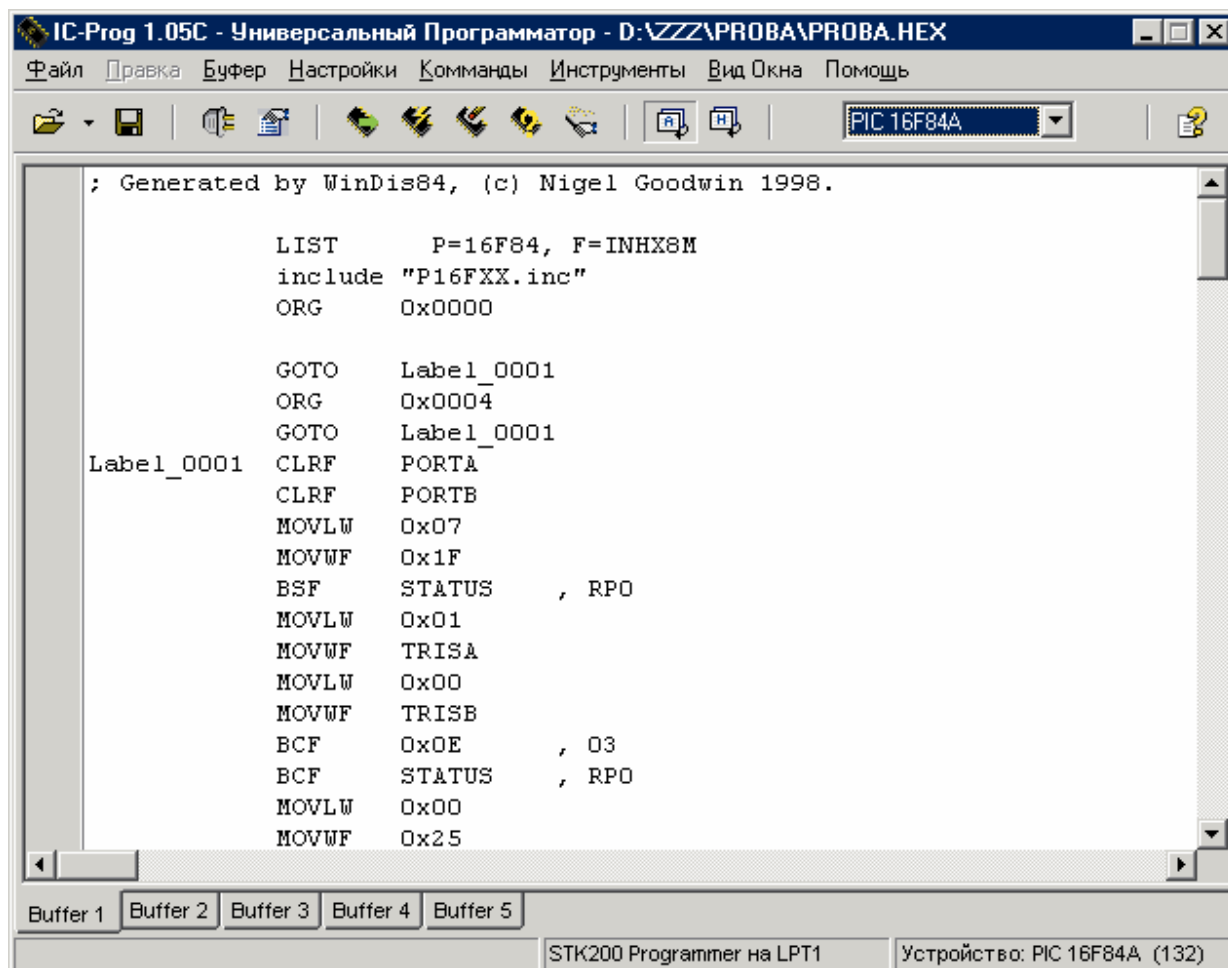 IC-Prog 1.05C - Универсальный Программатор - D:\ZZZ\PROBA\PROBA.HEX
Файл Правка Буфер Настройки Комманды Инструменты Вид Окна Помощь
PIC 16F84A
; Generated by WinDis84, (c) Nigel Goodwin 1998.
LIST P=16F84, F=INHX8M
include "P16FXX.inc"
ORG 0x0000
GOTO Label_0001
ORG 0x0004
GOTO Label_0001
Label_0001 CLRF PORTA
CLRF PORTB
MOVLW 0x07
MOVWF 0x1F
BSF STATUS , RP0
MOVLW 0x01
MOVWF TRISA
MOVLW 0x00
MOVWF TRISB
BCF 0x0E , 03
BCF STATUS , RP0
MOVLW 0x00
MOVWF 0x25
Buffer 1 Buffer 2 Buffer 3 Buffer 4 Buffer 5
STK200 Programmer на LPT1 Устройство: PIC 16F84A (132)